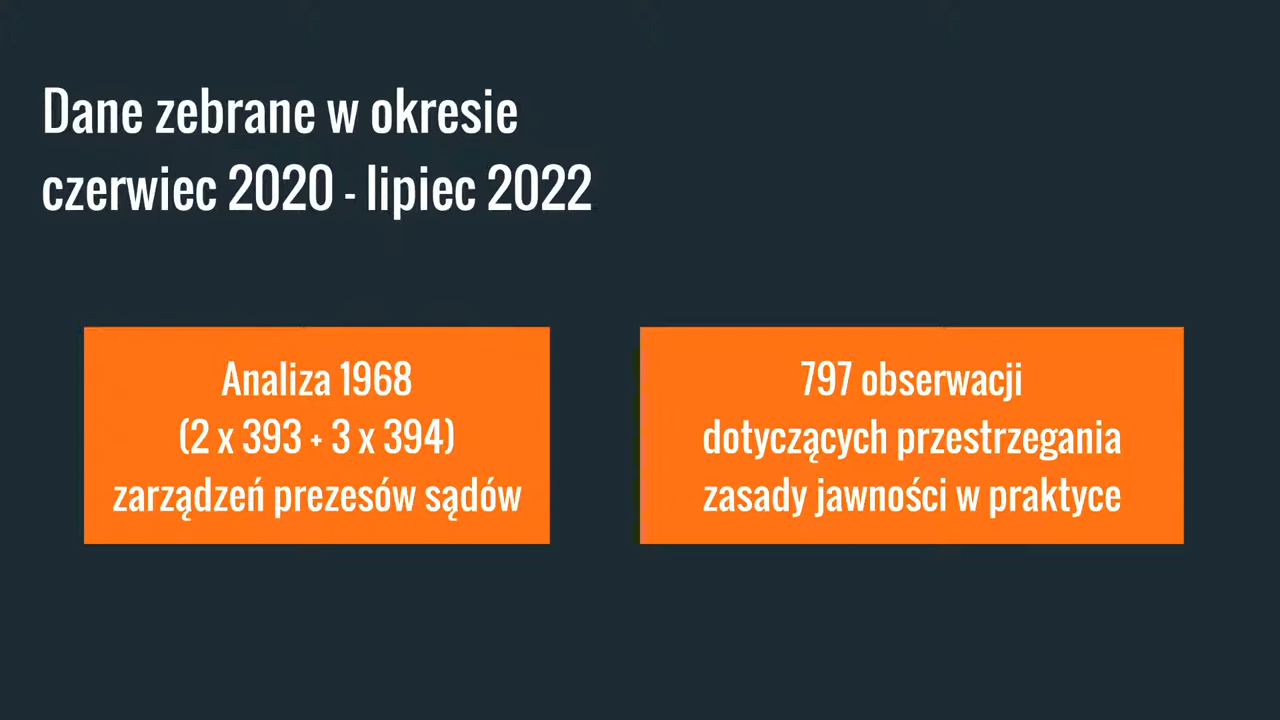 Dane zebrane w okresie
czerwiec 2020 - lipiec 2022
Analiza 1968
(2 x 393 + 3 x 394)
zarządzeń prezesów sądów
797 obserwacji
dotyczących przestrzegania
zasady jawności w praktyce